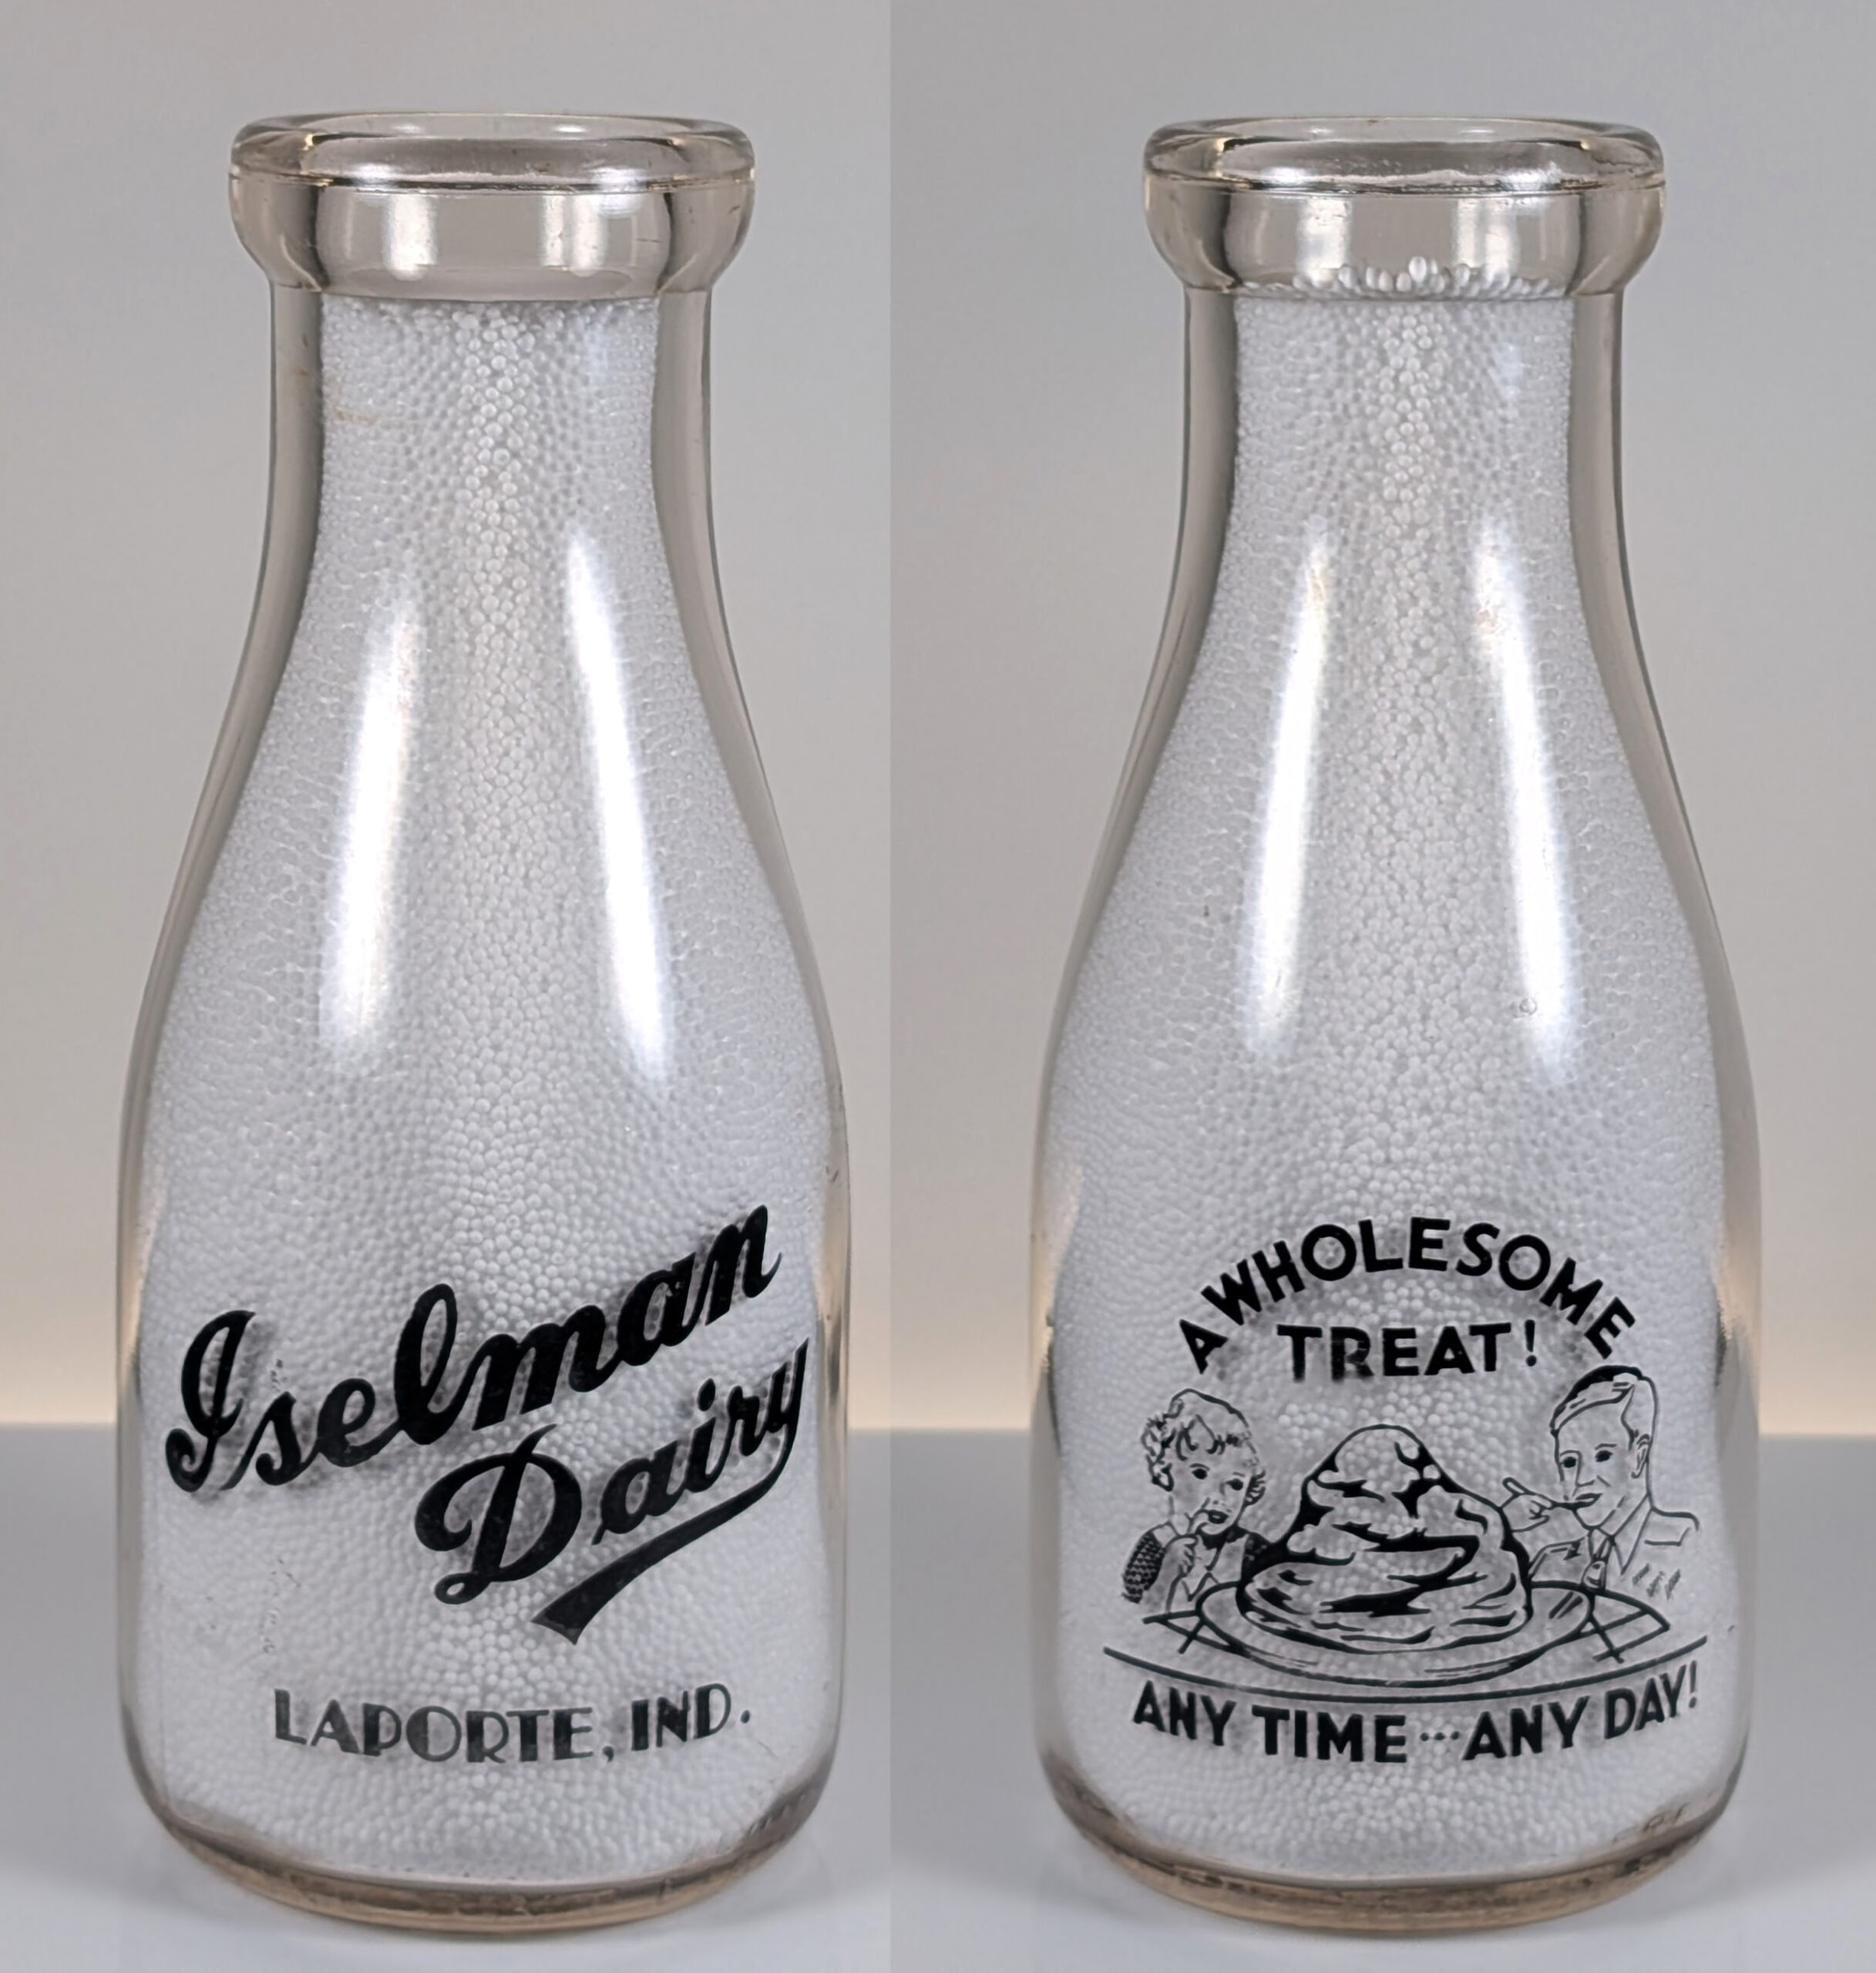 Iselman
Dairy
LAPORTE, IND.
A WHOLESOME
TREAT!
ANY TIME...ANY DAY!